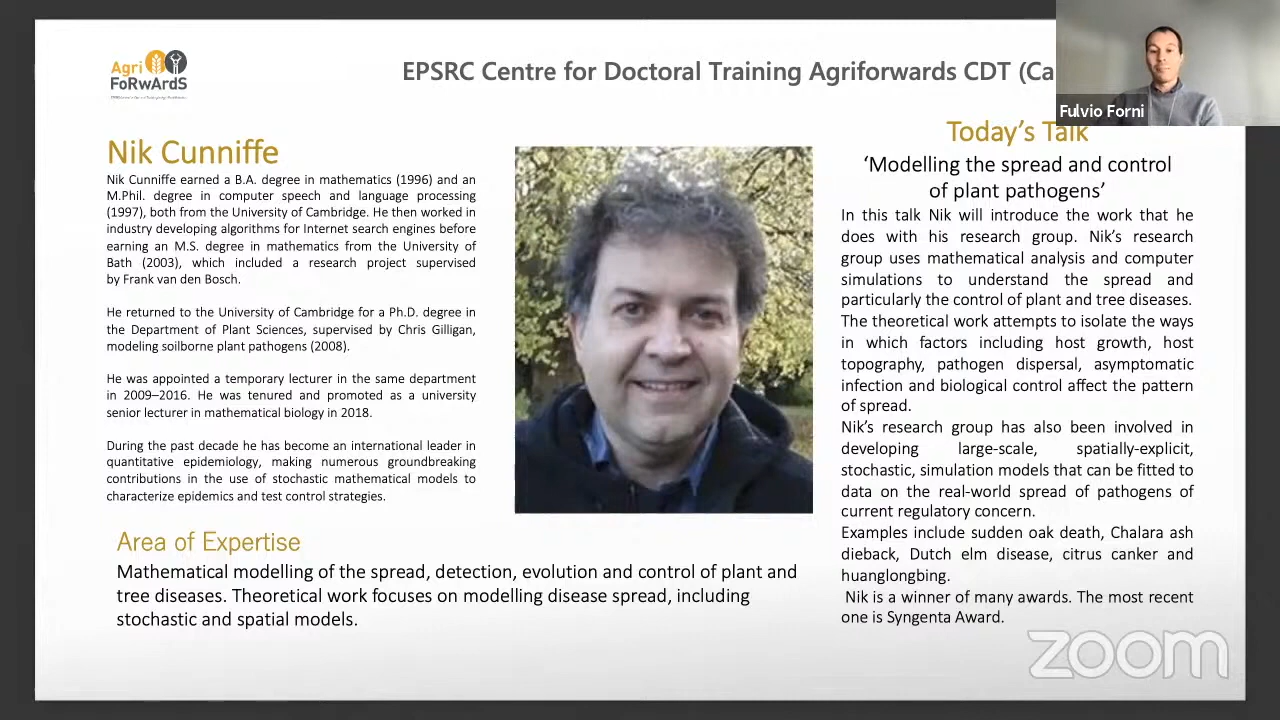 Agri
FoRwArdS
EPSRC Centre for Doctoral Training Agriforwards CDT (Ca
Fulvio Forni
Nik Cunniffe
Nik Cunniffe earned a B.A. degree in mathematics (1996) and an
M.Phil. degree in computer speech and language processing
(1997), both from the University of Cambridge. He then worked in
industry developing algorithms for Internet search engines before
earning an M.S. degree in mathematics from the University of
Bath (2003), which included a research project supervised
by Frank van den Bosch.
He returned to the University of Cambridge for a Ph.D. degree in
the Department of Plant Sciences, supervised by Chris Gilligan,
modeling soilborne plant pathogens (2008).
He was appointed a temporary lecturer in the same department
in 2009–2016. He was tenured and promoted as a university
senior lecturer in mathematical biology in 2018.
During the past decade he has become an international leader in
quantitative epidemiology, making numerous groundbreaking
contributions in the use of stochastic mathematical models to
characterize epidemics and test control strategies.
Area of Expertise
Mathematical modelling of the spread, detection, evolution and control of plant and
tree diseases. Theoretical work focuses on modelling disease spread, including
stochastic and spatial models.
Today's Talk
‘Modelling the spread and control
of plant pathogens’
In this talk Nik will introduce the work that he
does with his research group. Nik's research
group uses mathematical analysis and computer
simulations to understand the spread and
particularly the control of plant and tree diseases.
The theoretical work attempts to isolate the ways
in which factors including host growth, host
topography, pathogen dispersal, asymptomatic
infection and biological control affect the pattern
of spread.
Nik's research group has also been involved in
developing large-scale, spatially-explicit,
stochastic, simulation models that can be fitted to
data on the real-world spread of pathogens of
current regulatory concern.
Examples include sudden oak death, Chalara ash
dieback, Dutch elm disease, citrus canker and
huanglongbing.
Nik is a winner of many awards. The most recent
one is Syngenta Award.
zoom